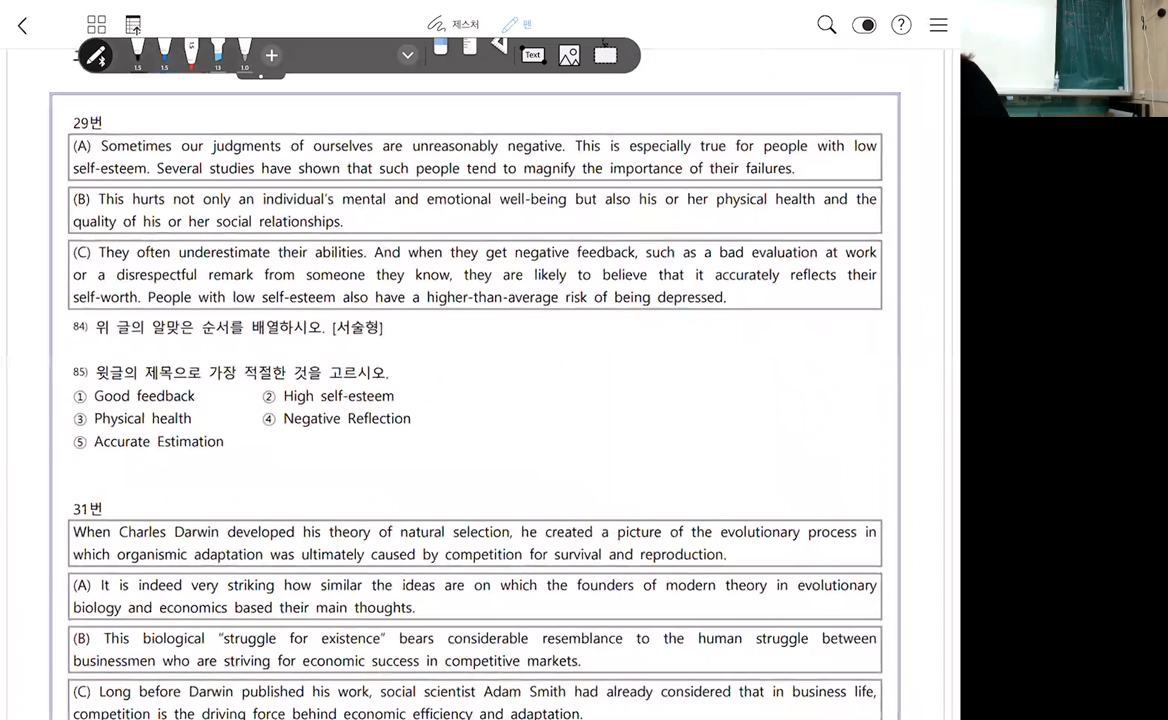 제스처
펜
1.5
1.5
1.5
13
1.0
Text
29번
(A) Sometimes our judgments of ourselves are unreasonably negative. This is especially true for people with low
self-esteem. Several studies have shown that such people tend to magnify the importance of their failures.
(B) This hurts not only an individual's mental and emotional well-being but also his or her physical health and the
quality of his or her social relationships.
(C) They often underestimate their abilities. And when they get negative feedback, such as a bad evaluation at work
or a disrespectful remark from someone they know, they are likely to believe that it accurately reflects their
self-worth. People with low self-esteem also have a higher-than-average risk of being depressed.
84) 위 글의 알맞은 순서를 배열하시오. [서술형]
85) 윗글의 제목으로 가장 적절한 것을 고르시오.
① Good feedback ② High self-esteem
③ Physical health ④ Negative Reflection
⑤ Accurate Estimation
31번
When Charles Darwin developed his theory of natural selection, he created a picture of the evolutionary process in
which organismic adaptation was ultimately caused by competition for survival and reproduction.
(A) It is indeed very striking how similar the ideas are on which the founders of modern theory in evolutionary
biology and economics based their main thoughts.
(B) This biological “struggle for existence” bears considerable resemblance to the human struggle between
businessmen who are striving for economic success in competitive markets.
(C) Long before Darwin published his work, social scientist Adam Smith had already considered that in business life,
competition is the driving force behind economic efficiency and adaptation.